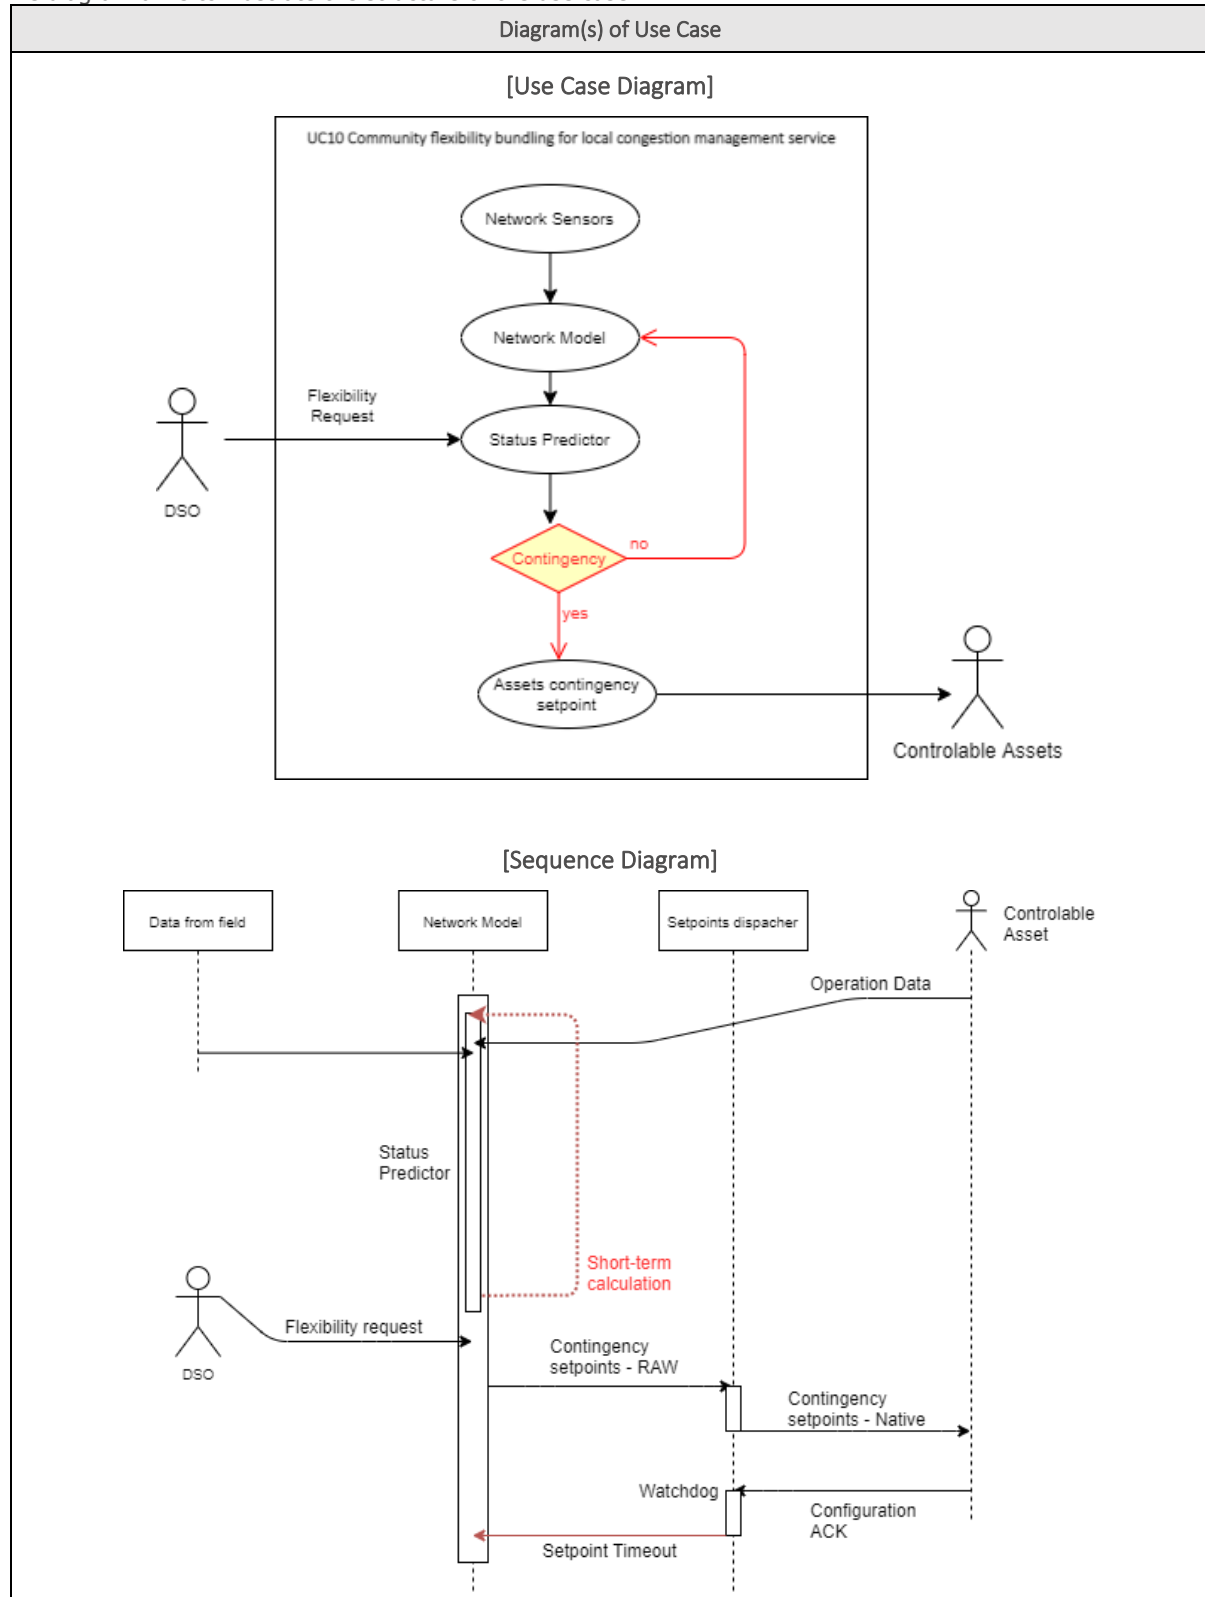 Diagram(s) of Use Case
[Use Case Diagram]
UC10 Community flexibility bundling for local congestion management service
Network Sensors
Network Model
Flexibility
Request
Status Predictor
DSO
Contingency
no
yes
Assets contingency
setpoint
Controlable Assets
[Sequence Diagram]
Data from field
Network Model
Setpoints dispacher
Controlable
Asset
Operation Data
Status
Predictor
Short-term
calculation
Flexibility request
DSO
Contingency
setpoints - RAW
Contingency
setpoints - Native
Watchdog
Configuration
ACK
Setpoint Timeout